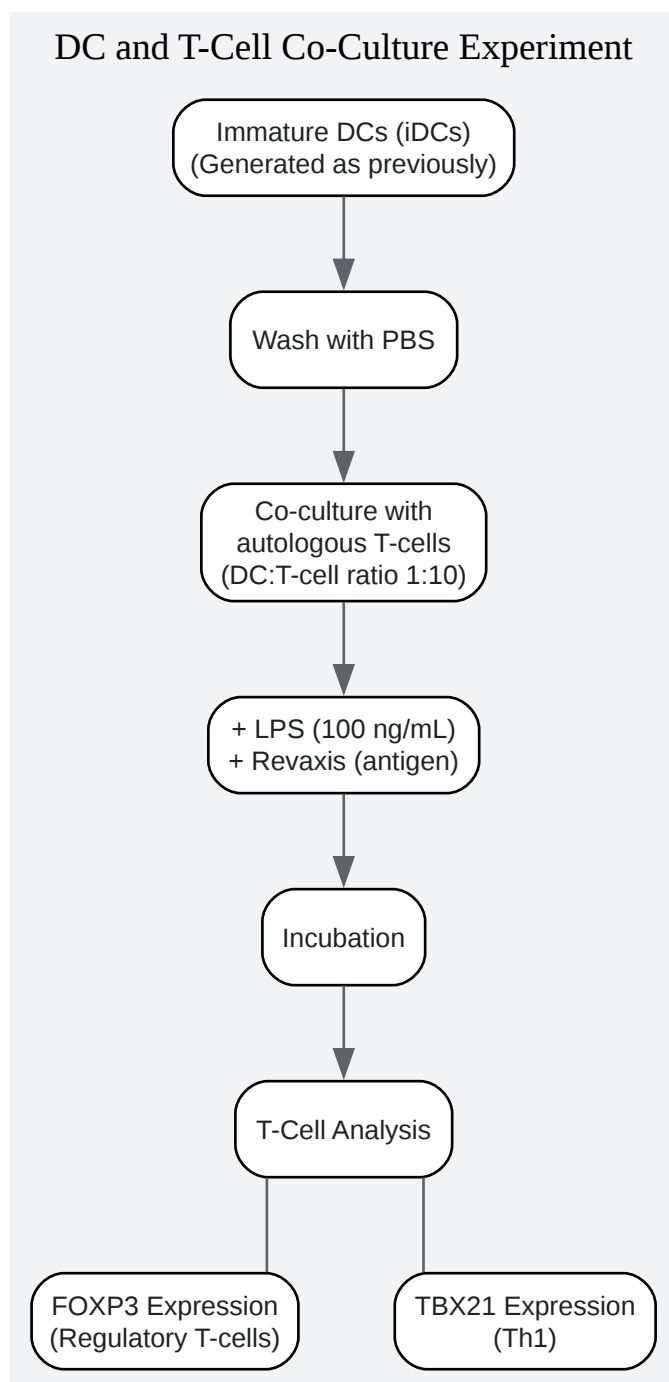 DC and T-Cell Co-Culture Experiment
Immature DCs (iDCs)
(Generated as previously)
Wash with PBS
Co-culture with
autologous T-cells
(DC:T-cell ratio 1:10)
+ LPS (100 ng/mL)
+ Revaxis (antigen)
Incubation
T-Cell Analysis
FOXP3 Expression
(Regulatory T-cells)
TBX21 Expression
(Th1)